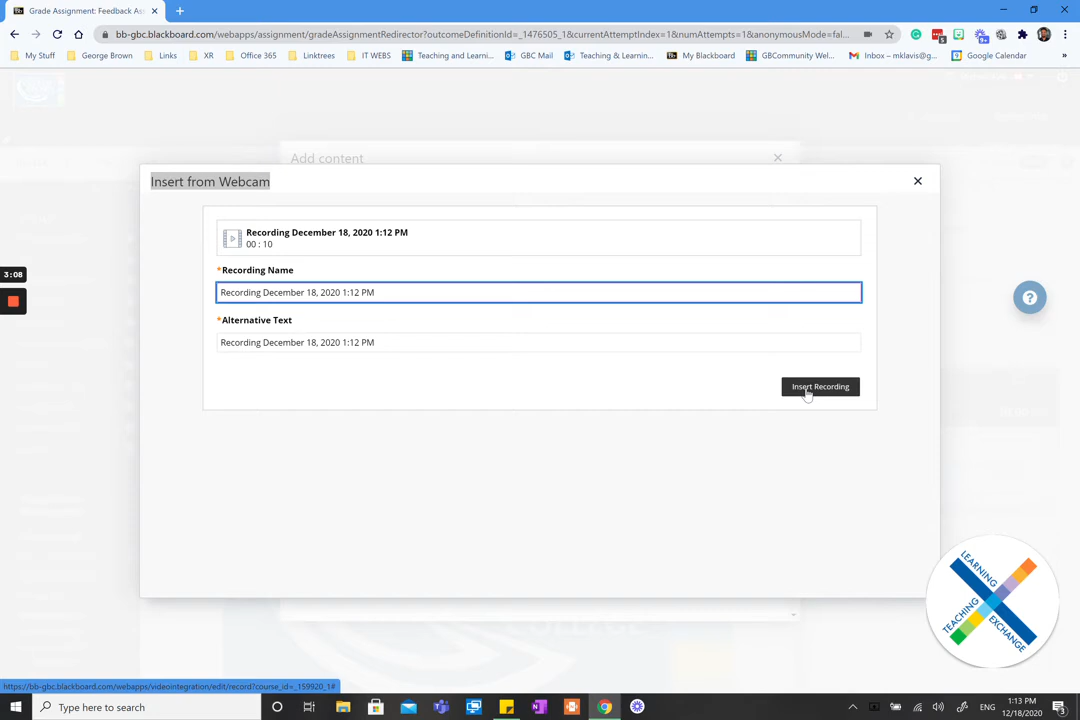 Grade Assignment: Feedback Ass
bb-gbc.blackboard.com/webapps/assignment/gradeAssignmentRedirector?outcomeDefinitionId=_1476505_1&currentAttemptIndex=1&numAttempts=1&anonymousMode=fal...
My Stuff
George Brown
Links
XR
Office 365
Linktrees
IT WEBS
Teaching and Learni...
GBC Mail
Teaching & Learning...
My Blackboard
GBCommunity Wel...
Inbox – mklavis@g...
Google Calendar
»
Add content
Insert from Webcam
Recording December 18, 2020 1:12 PM
00 : 10
3:08
*Recording Name
Recording December 18, 2020 1:12 PM
*Alternative Text
Recording December 18, 2020 1:12 PM
Insert Recording
LEARNING
TEACHING
EXCHANGE
https://bb-gbc.blackboard.com/webapps/videointegration/edit/record?course_id=_159920_1#
Type here to search
ENG
1:13 PM
12/18/2020
3